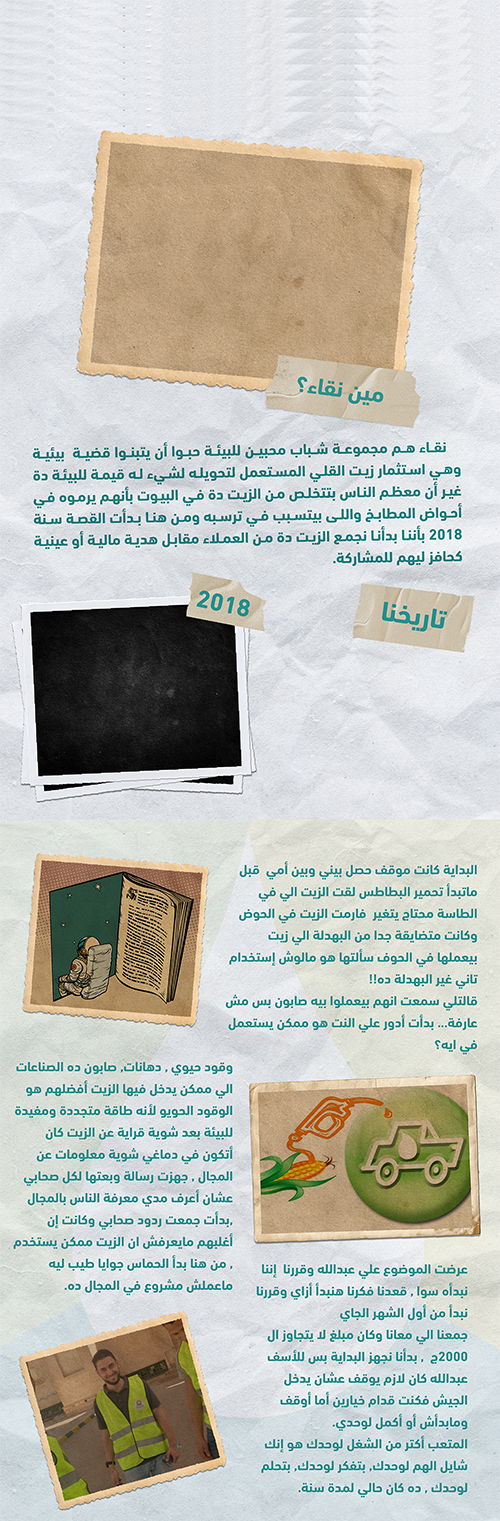 مين نقاء؟
نقاء هم مجموعة شباب محبين للبيئة حبوا أن يتبنوا قضية بيئية
وهي استثمار زيت القلي المستعمل لتحويله لشيء له قيمة للبيئة دة
غير أن معظم الناس بتتخلص من الزيت دة في البيوت بأنهم يرموه في
أحواض المطابخ واللى بيتسبب في ترسبه ومن هنا بدأت القصة سنة
2018 بأننا بدأنا نجمع الزيت دة من العملاء مقابل هدية مالية أو عينية
كحافز ليهم للمشاركة.
تاريخنا
2018
البداية كانت موقف حصل بيني وبين أمي قبل
ماتبدأ تحمير البطاطس لقت الزيت الي في
الطاسة محتاج يتغير فارمت الزيت في الحوض
وكانت متضايقة جدا من البهدلة الي زيت
بيعملها في الحوف سألتها هو مالوش إستخدام
تاني غير البهدلة ده!!
قالتلي سمعت انهم بيعملوا بيه صابون بس مش
عارفة... بدأت أدور علي النت هو ممكن يستعمل
في ايه؟
وقود حيوي , دهانات, صابون ده الصناعات
الي ممكن يدخل فيها الزيت أفضلهم هو
الوقود الحويو لأنه طاقة متجددة ومفيدة
للبيئة بعد شوية قراية عن الزيت كان
أتكون في دماغي شوية معلومات عن
المجال , جهزت رسالة وبعتها لكل صحابي
عشان أعرف مدي معرفة الناس بالمجال
,بدأت جمعت ردود صحابي وكانت إن
أغلبهم مايعرفش ان الزيت ممكن يستخدم
, من هنا بدأ الحماس جوايا طيب ليه
ماعملش مشروع في المجال ده.
عرضت الموضوع علي عبدالله وقررنا إننا
نبدأه سوا , قعدنا فكرنا هنبدأ أزاي وقررنا
نبدأ من أول الشهر الجاي
جمعنا الي معانا وكان مبلغ لا يتجاوز ال
2000ج , بدأنا نجهز البداية بس للأسف
عبدالله كان لازم يوقف عشان يدخل
الجيش فكنت قدام خيارين أما أوقف
ومابدأش أو أكمل لوحدي.
المتعب أكتر من الشغل لوحدك هو إنك
شايل الهم لوحدك, بتفكر لوحدك, بتحلم
لوحدك , ده كان حالي لمدة سنة.